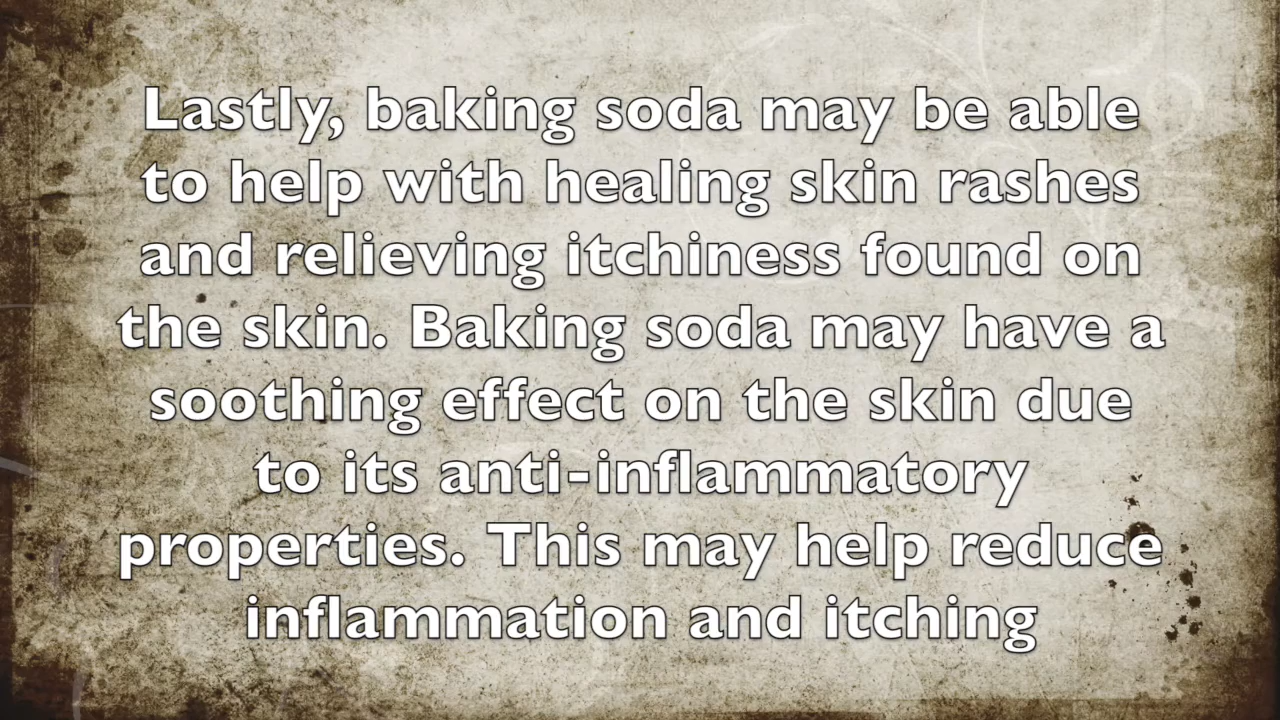 Lastly, baking soda may be able
to help with healing skin rashes
and relieving itchiness found on
the skin. Baking soda may have a
soothing effect on the skin due
to its anti-inflammatory
properties. This may help reduce
inflammation and itching